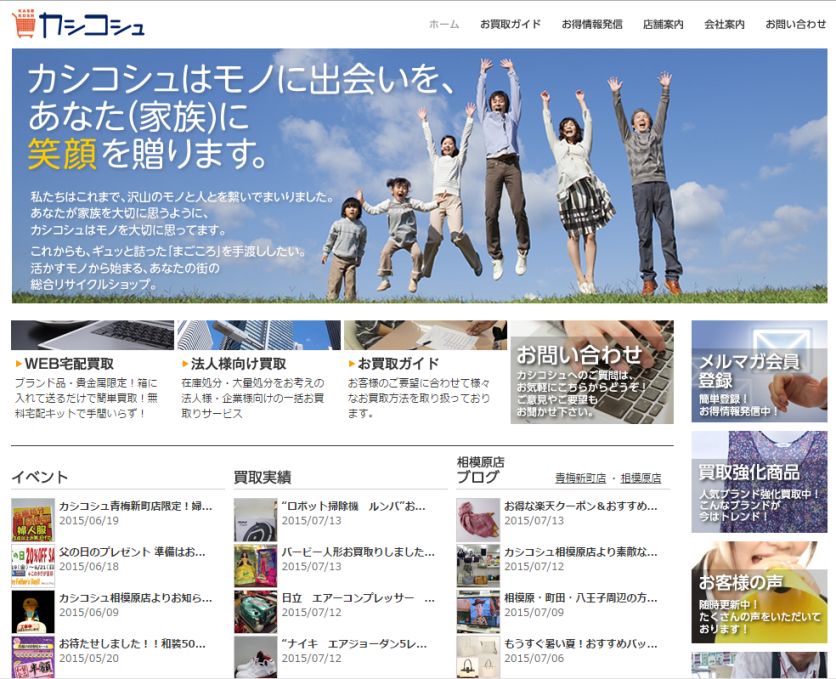 カシコシュ
ホーム
お買取ガイド
お得情報発信
店舗案内
会社案内
お問い合わせ
カシコシュはモノに出会いを、
あなた(家族)に
笑顔を贈ります。
私たちはこれまで、沢山のモノと人とを繋いでまいりました。
あなたが家族を大切に思うように、
カシコシュはモノを大切に思ってます。
これからも、ギュッと詰った「まごころ」を手渡ししたい。
活かすモノから始まる、あなたの街の
総合リサイクルショップ。
WEB宅配買取
ブランド品・貴金属限定！箱に
入れて送るだけで簡単買取！無
料宅配キットで手間いらず！
法人様向け買取
在庫処分・大量処分をお考えの
法人様・企業様向けの一括お買
取りサービス
お買取ガイド
お客様のご要望に合わせて様々
なお買取方法を取り扱っており
ます。
お問い合わせ
カシコシュへのご質問は、
お気軽にこちらからどうぞ！
ご意見やご要望も
お聞かせ下さい。
メルマガ会員
登録
簡単登録！
お得情報発信中！
イベント
カシコシュ青梅新町店限定！婦...
2015/06/19
父の日のプレゼント 準備はお...
2015/06/18
カシコシュ相模原店よりお知ら...
2015/06/09
お待たせしました！！和装50...
2015/05/20
買取実績
“ロボット掃除機　ルンバ”お...
2015/07/13
バービー人形お買取りしました...
2015/07/13
日立　エアーコンプレッサー　...
2015/07/12
“ナイキ　エアジョーダン5レ...
2015/07/12
相模原店
ブログ
青梅新町店 ・ 相模原店
お得な楽天クーポン＆おすすめ...
2015/07/13
カシコシュ相模原店より素敵な...
2015/07/12
相模原・町田・八王子周辺の方...
2015/07/09
もうすぐ暑い夏！おすすめバッ...
2015/07/06
買取強化商品
人気ブランド強化買取中！
こんなブランドが
今はトレンド！
お客様の声
随時更新中！
たくさんの声をいただいて
おります！